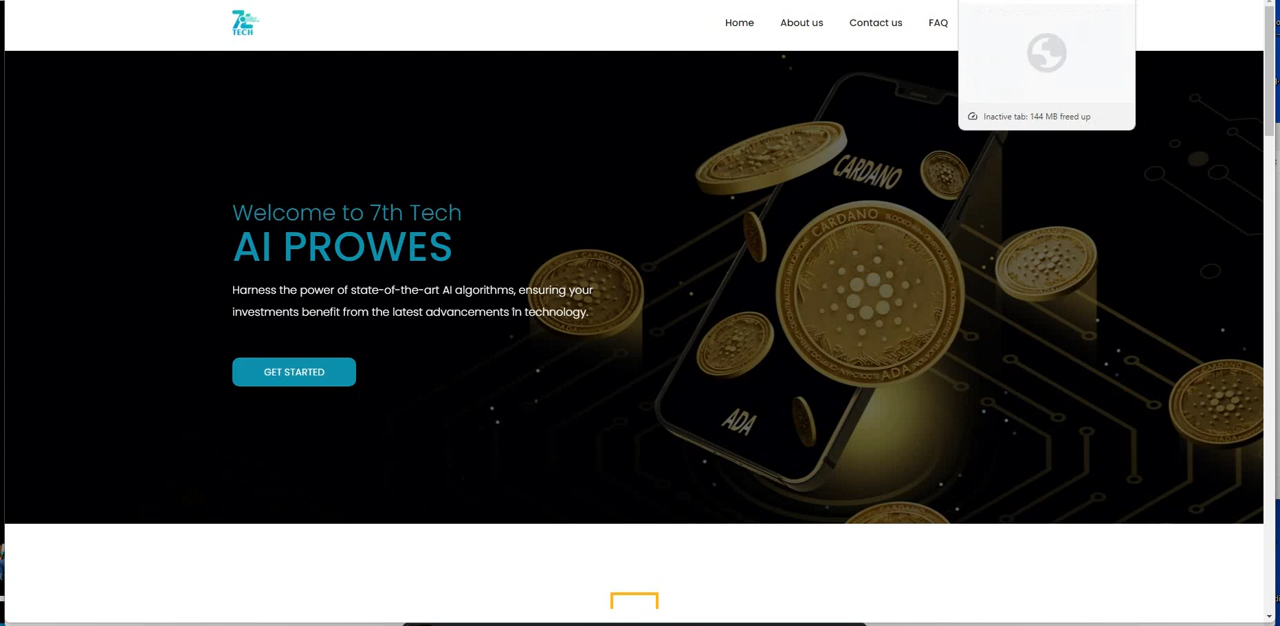 7
TECH
Home
About us
Contact us
FAQ
Inactive tab: 144 MB freed up
Welcome to 7th Tech
AI PROWES
Harness the power of state-of-the-art AI algorithms, ensuring your
investments benefit from the latest advancements in technology.
GET STARTED
CARDANO
CARDANO
ADA
ADA